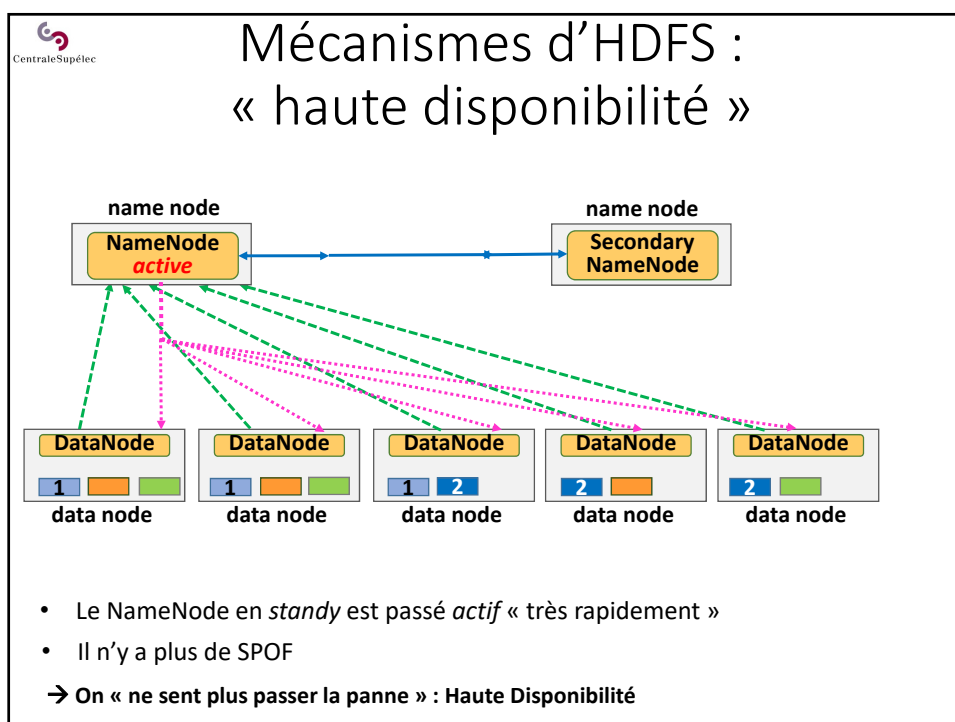 CentraleSupélec
Mécanismes d’HDFS :
« haute disponibilité »
name node
name node
NameNode
active
Secondary
NameNode
DataNode
DataNode
DataNode
DataNode
DataNode
1
1
1 2
2
2
data node
data node
data node
data node
data node
• Le NameNode en standy est passé actif « très rapidement »
• Il n’y a plus de SPOF
→ On « ne sent plus passer la panne » : Haute Disponibilité